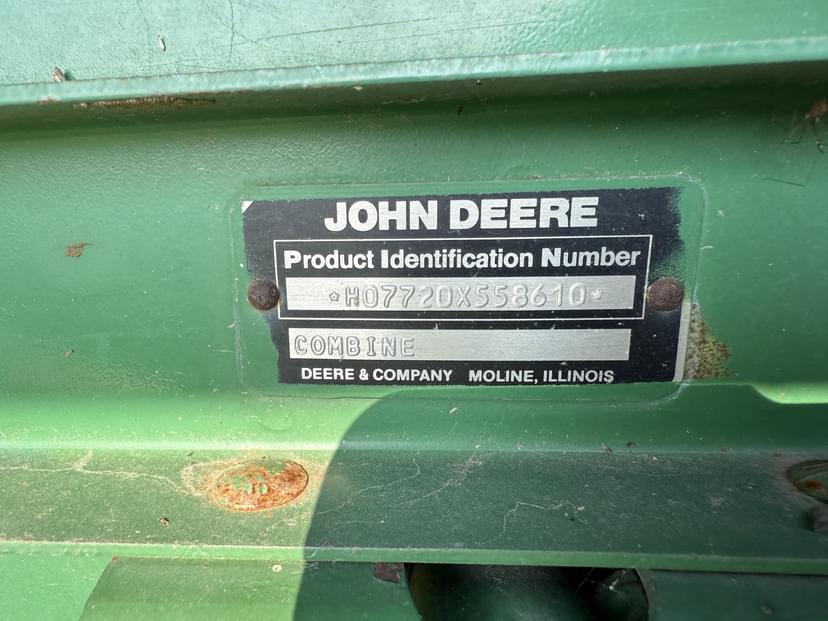 JOHN DEERE
Product Identification Number
*H07720X558610*
COMBINE
DEERE & COMPANY MOLINE, ILLINOIS